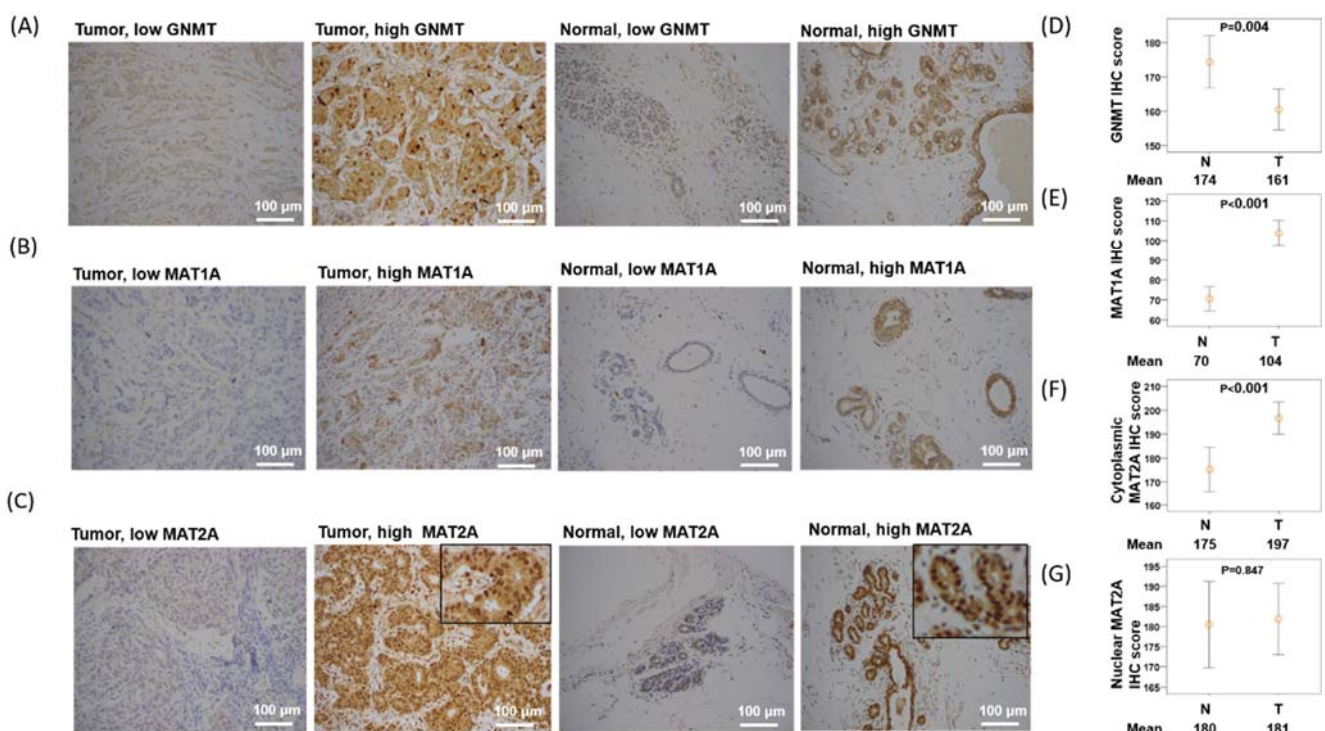 (A)
Tumor, low GNMT
Tumor, high GNMT
Normal, low GNMT
Normal, high GNMT
100 µm
100 µm
100 µm
100 µm
(B)
Tumor, low MAT1A
Tumor, high MAT1A
Normal, low MAT1A
Normal, high MAT1A
100 µm
100 µm
100 µm
100 µm
(C)
Tumor, low MAT2A
Tumor, high MAT2A
Normal, low MAT2A
Normal, high MAT2A
100 µm
100 µm
100 µm
100 µm
(D)
P=0.004
GNMT IHC score
180
170
160
150
N T
Mean 174 161
(E)
P<0.001
MAT1A IHC score
120
110
100
90
80
70
60
N T
Mean 70 104
(F)
P<0.001
Cytoplasmic
MAT2A IHC score
210
200
190
180
170
160
N T
Mean 175 197
(G)
P=0.847
Nuclear MAT2A
IHC score
195
190
185
180
175
170
165
N T
Mean 180 181